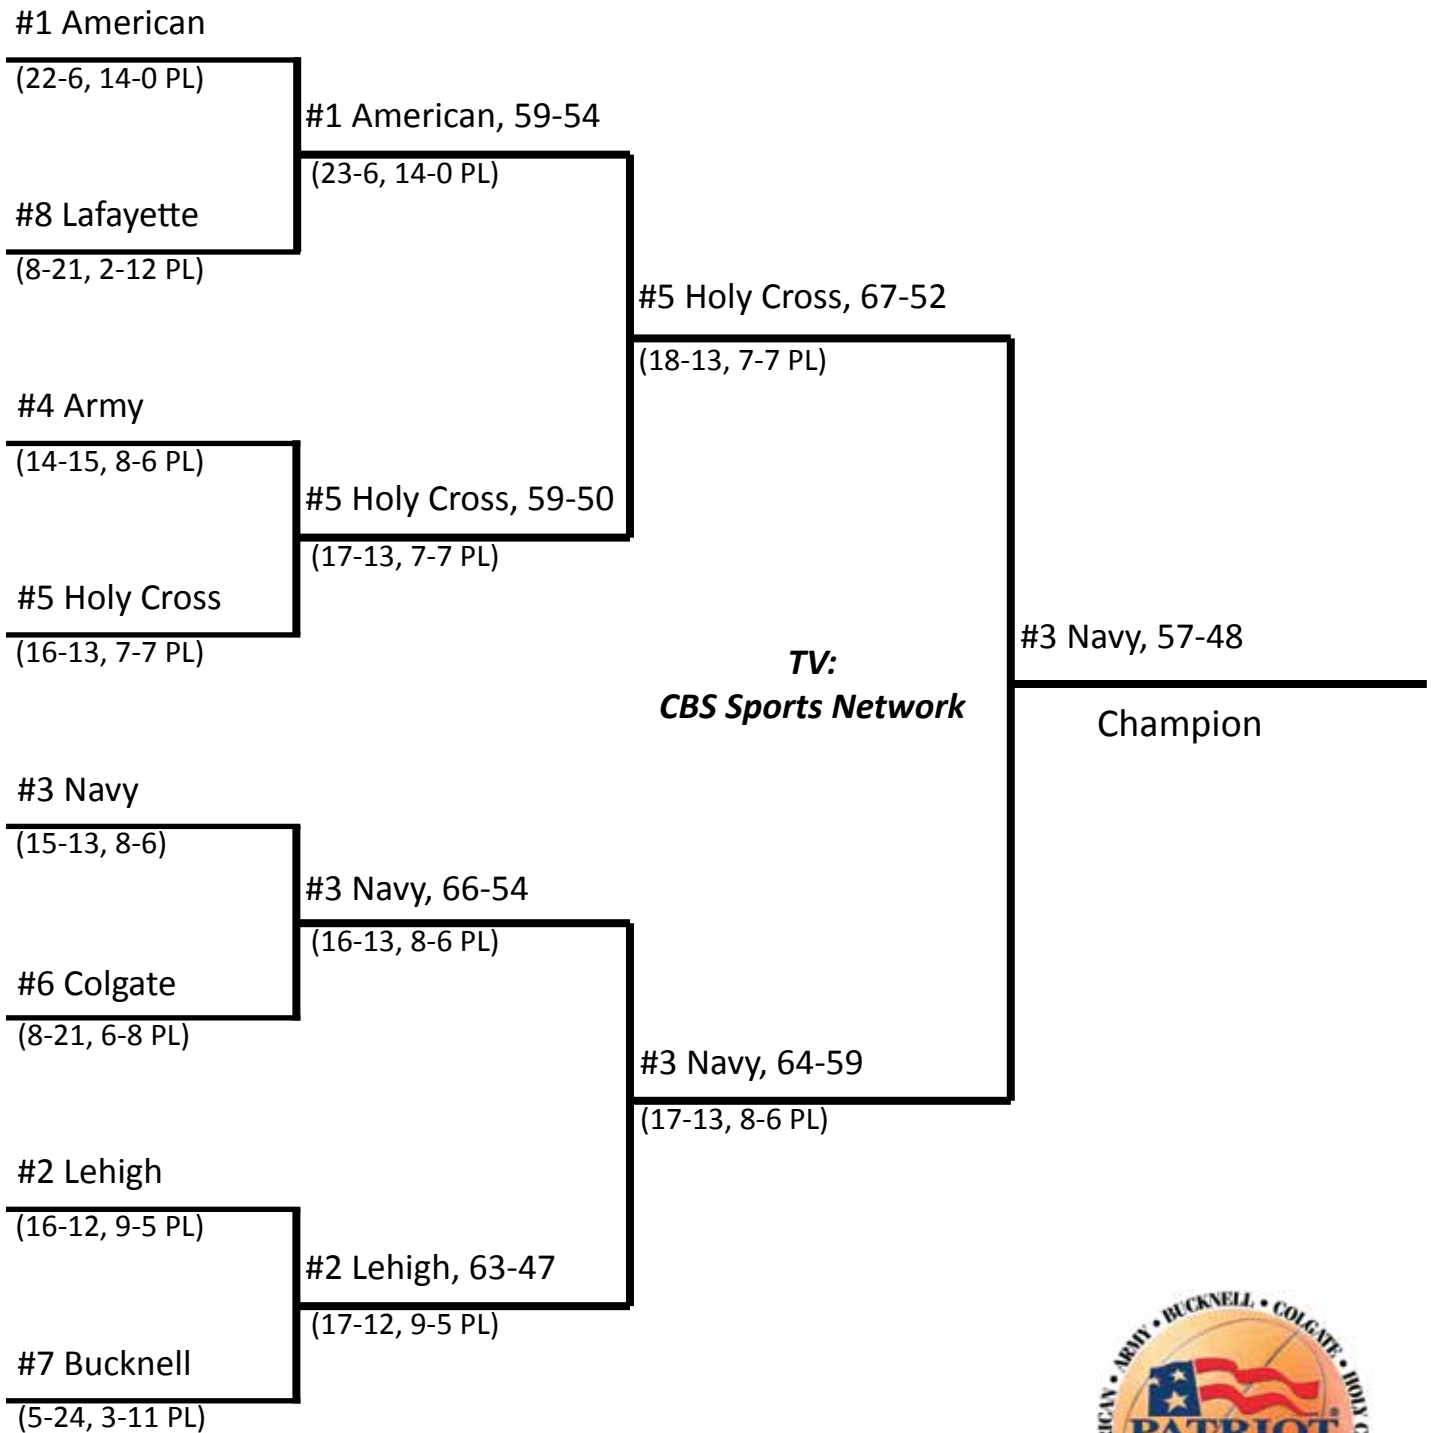 #1 American
(22-6, 14-0 PL)
#1 American, 59-54
(23-6, 14-0 PL)
#8 Lafayette
(8-21, 2-12 PL)
#5 Holy Cross, 67-52
(18-13, 7-7 PL)
#4 Army
(14-15, 8-6 PL)
#5 Holy Cross, 59-50
(17-13, 7-7 PL)
#5 Holy Cross
(16-13, 7-7 PL)
TV:
CBS Sports Network
#3 Navy, 57-48
Champion
#3 Navy
(15-13, 8-6)
#3 Navy, 66-54
(16-13, 8-6 PL)
#6 Colgate
(8-21, 6-8 PL)
#3 Navy, 64-59
(17-13, 8-6 PL)
#2 Lehigh
(16-12, 9-5 PL)
#2 Lehigh, 63-47
(17-12, 9-5 PL)
#7 Bucknell
(5-24, 3-11 PL)
• ARMY • BUCKNELL • COLGATE • HOLY
PATRIOT